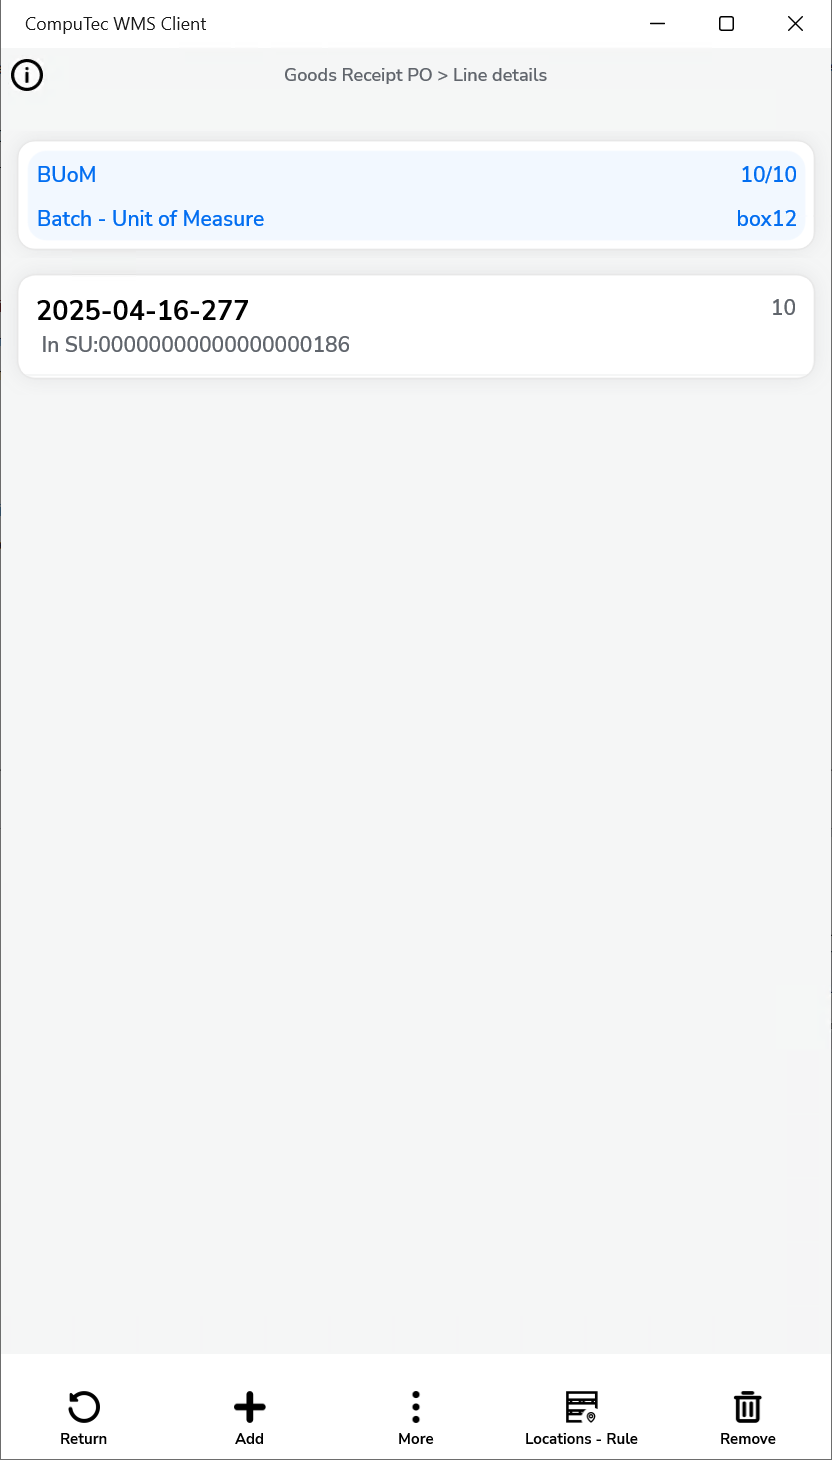 CompuTec WMS Client
Goods Receipt PO > Line details
BUoM 10/10
Batch - Unit of Measure box12
2025-04-16-277 10
In SU:00000000000000000186
Return Add More Locations - Rule Remove